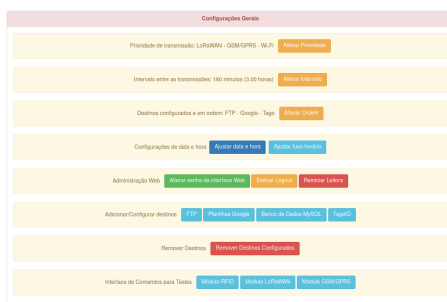 Configurações Gerais
Prioridade de transmissão: LoRaWAN - GSM/GPRS - Wi-Fi Alterar Prioridade
Intervalo entre as transmissões: 180 minutos (3.00 horas) Alterar Intervalo
Destinos configurados e em ordem: FTP - Google - Tago Alterar Ordem
Configurações de data e hora Ajustar data e hora Ajustar fuso horário
Administração Web Alterar senha da interface Web Efetuar Logout Reiniciar Leitora
Adicionar/Configurar destinos FTP Planilhas Google Banco de Dados MySQL TagoIO
Remover Destinos Remover Destinos Configurados
Interface de Comandos para Testes Módulo RFID Módulo LoRaWAN Módulo GSM/GPRS